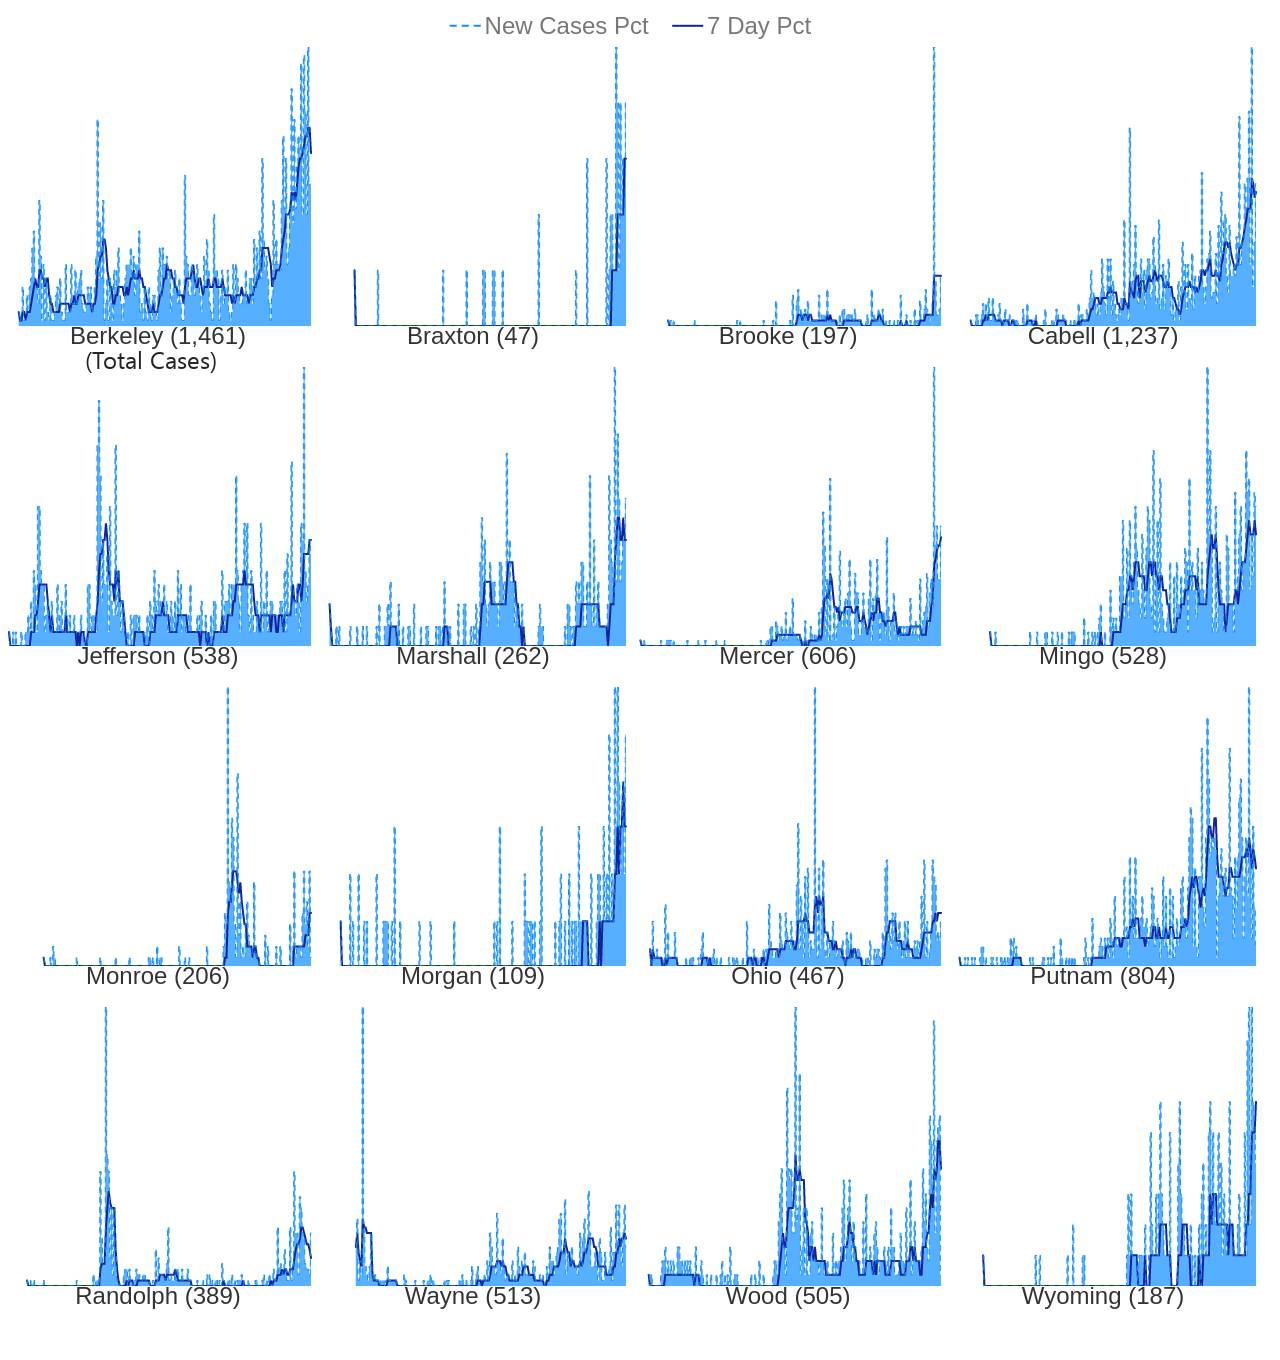 New Cases Pct 7 Day Pct
Berkeley (1,461) Braxton (47) Brooke (197) Cabell (1,237)
(Total Cases)
Jefferson (538) Marshall (262) Mercer (606) Mingo (528)
Monroe (206) Morgan (109) Ohio (467) Putnam (804)
Randolph (389) Wayne (513) Wood (505) Wyoming (187)